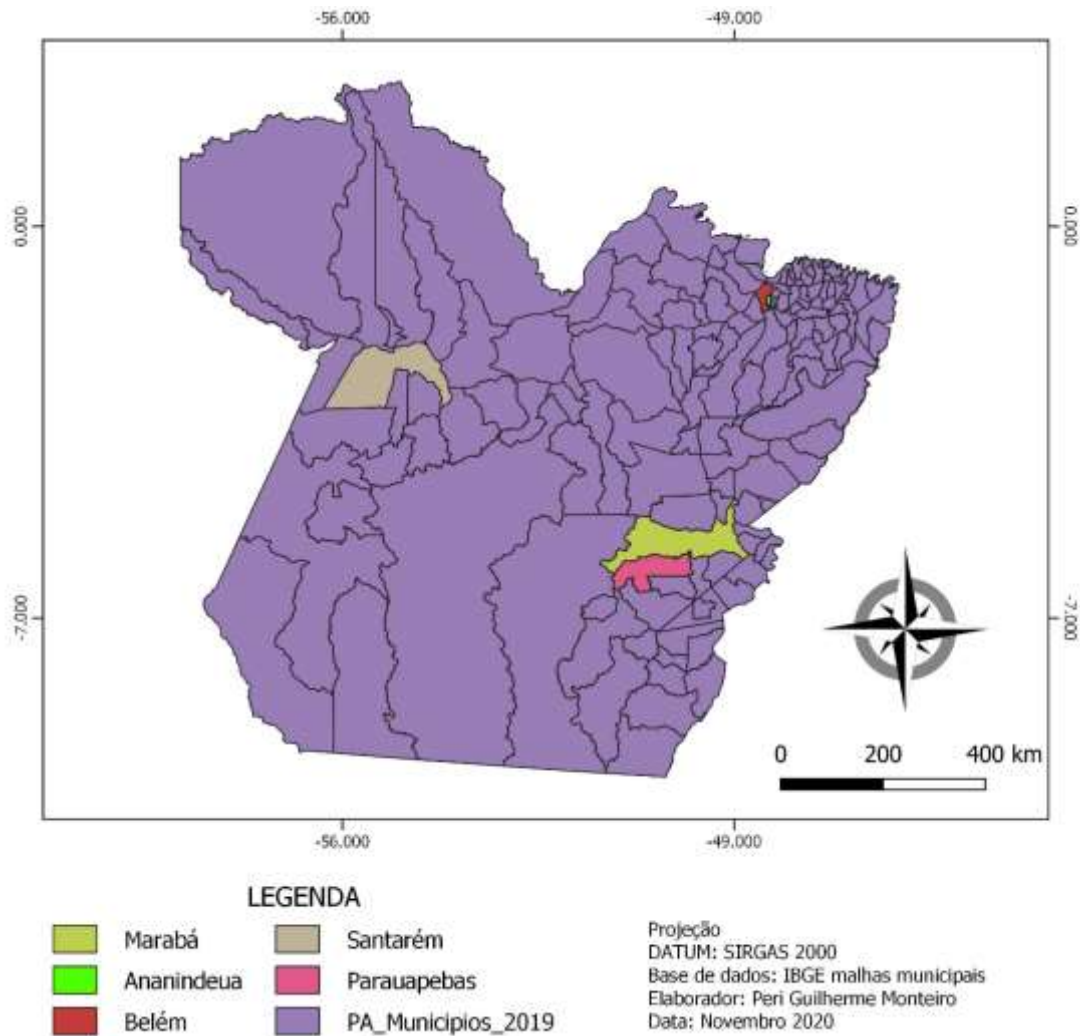 -56.000 -49.000
0.000 0.000
-7.000 -7.000
0 200 400 km
-56.000 -49.000
LEGENDA
Marabá
Santarém
Ananindeua
Parauapebas
Belém
PA_Municipios_2019
Projeção
DATUM: SIRGAS 2000
Base de dados: IBGE malhas municipais
Elaborador: Peri Guilherme Monteiro
Data: Novembro 2020